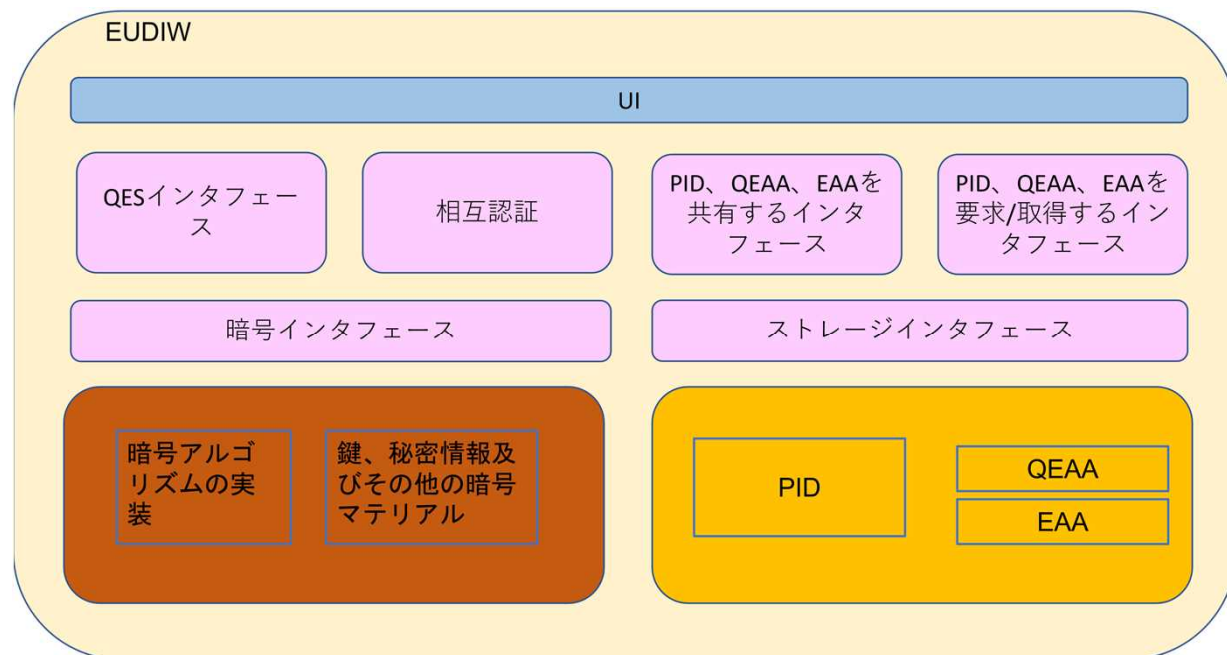 EUDIW
UI
QESインタフェー
ス
相互認証
PID、QEAA、EAAを
共有するインタ
フェース
PID、QEAA、EAAを
要求/取得するイン
タフェース
暗号インタフェース
ストレージインタフェース
暗号アルゴ
リズムの実
装
鍵、秘密情報及
びその他の暗号
マテリアル
PID
QEAA
EAA